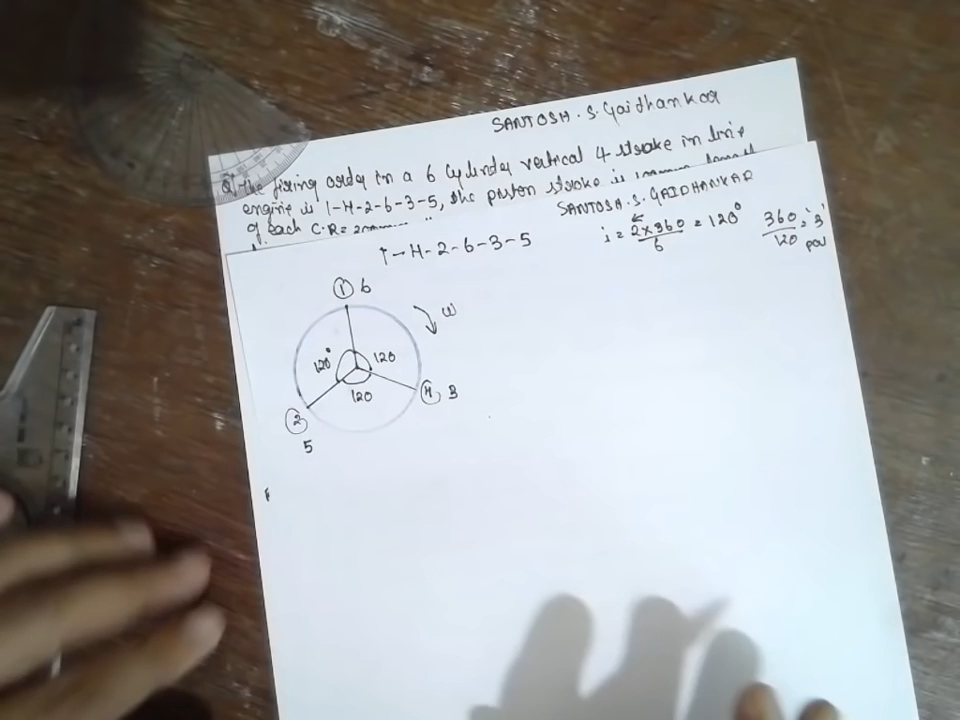 SANTOSH. S. Gaidhankar
Q. The firing order in a 6 Cylinder vertical 4 stroke in line
engine is 1-4-2-6-3-5, the piston stroke is
of each C.R =
SANTOSH. S. GAIDHANKAR
1-4-2-6-3-5
i = 2x360/6 = 120° 360/120 = '3'
1 6
ω
120° 120
120
4 3
2
5